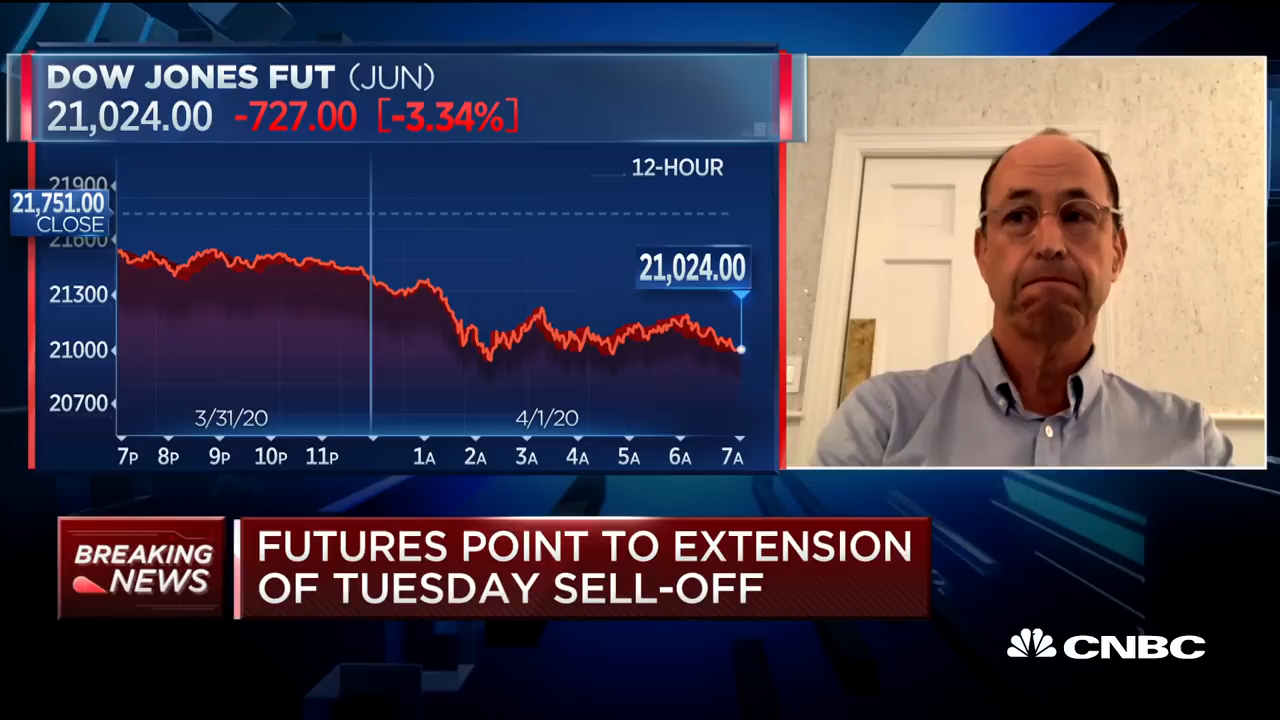 DOW JONES FUT (JUN)
21,024.00 -727.00 [-3.34%]
12-HOUR
21900
21,751.00
CLOSE
21600
21,024.00
21300
21000
20700
3/31/20 4/1/20
7P 8P 9P 10P 11P 1A 2A 3A 4A 5A 6A 7A
BREAKING
NEWS
FUTURES POINT TO EXTENSION
OF TUESDAY SELL-OFF
CNBC